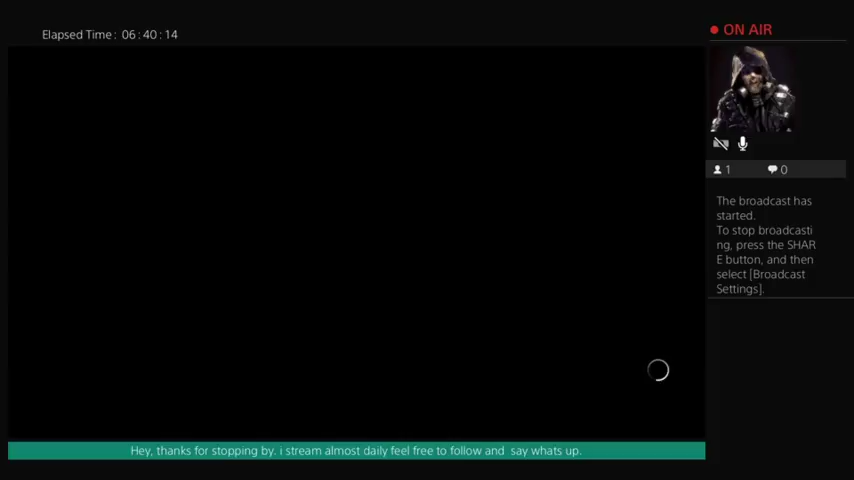 Elapsed Time : 06 : 40 : 14
ON AIR
1 0
The broadcast has
started.
To stop broadcasti
ng, press the SHAR
E button, and then
select [Broadcast
Settings].
Hey, thanks for stopping by. i stream almost daily feel free to follow and say whats up.